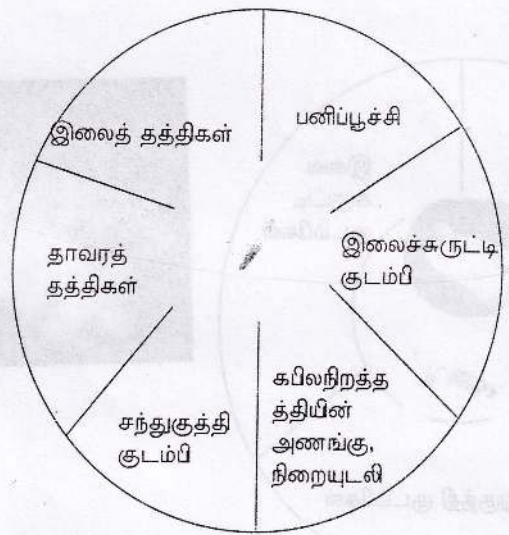 இலைத் தத்திகள்
பனிப்பூச்சி
தாவரத்
தத்திகள்
இலைச்சுருட்டி
குடம்பி
சந்துகுத்தி
குடம்பி
கபிலநிறத்த
த்தியின்
அணங்கு,
நிறையுடலி